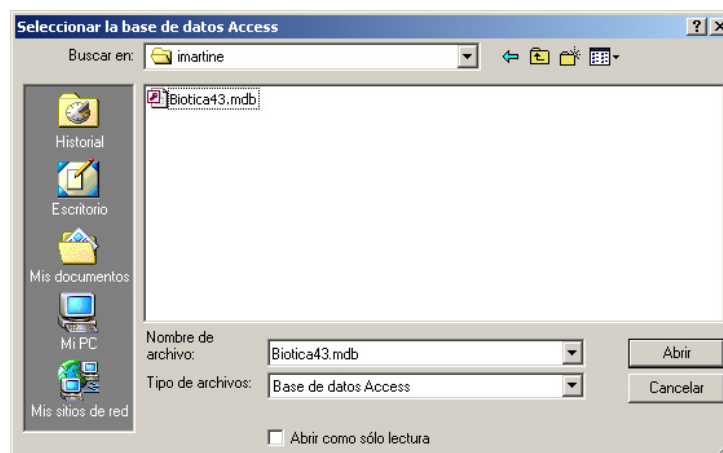 Seleccionar la base de datos Access
Buscar en:
imartine
Biotica43.mdb
Historial
Escritorio
Mis documentos
Mi PC
Mis sitios de red
Nombre de
archivo:
Biotica43.mdb
Abrir
Tipo de archivos:
Base de datos Access
Cancelar
Abrir como sólo lectura